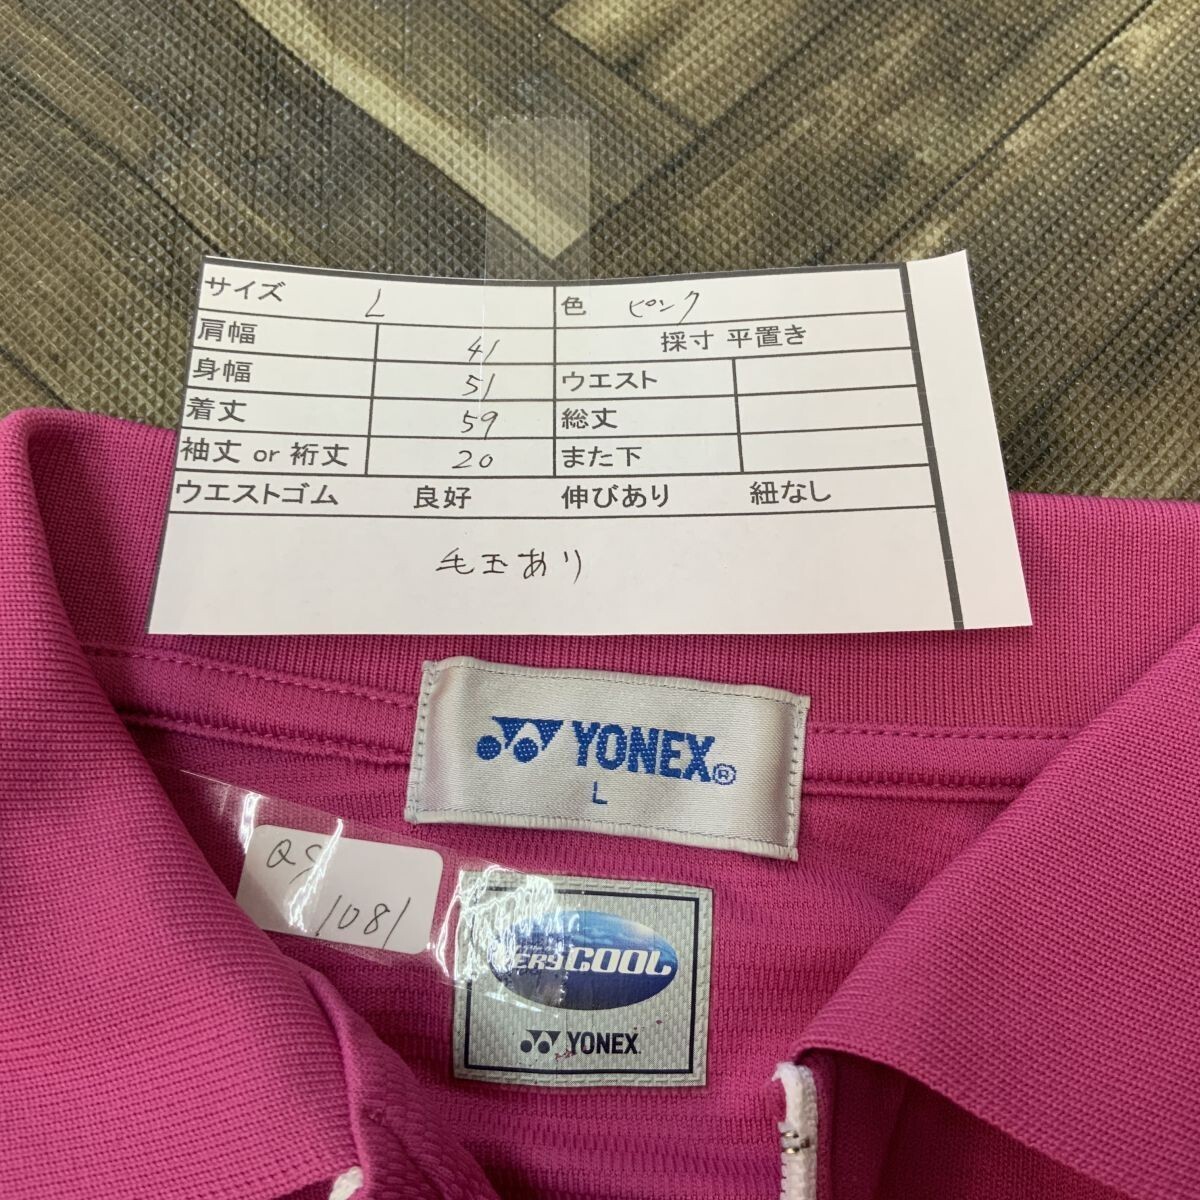 サイズ L 色 ピンク
肩幅 41 採寸 平置き
身幅 51 ウエスト
着丈 59 総丈
袖丈 or 裄丈 20 また下
ウエストゴム 良好 伸びあり 紐なし
毛玉あり
YONEX®
L
1081
VERYCOOL
YONEX